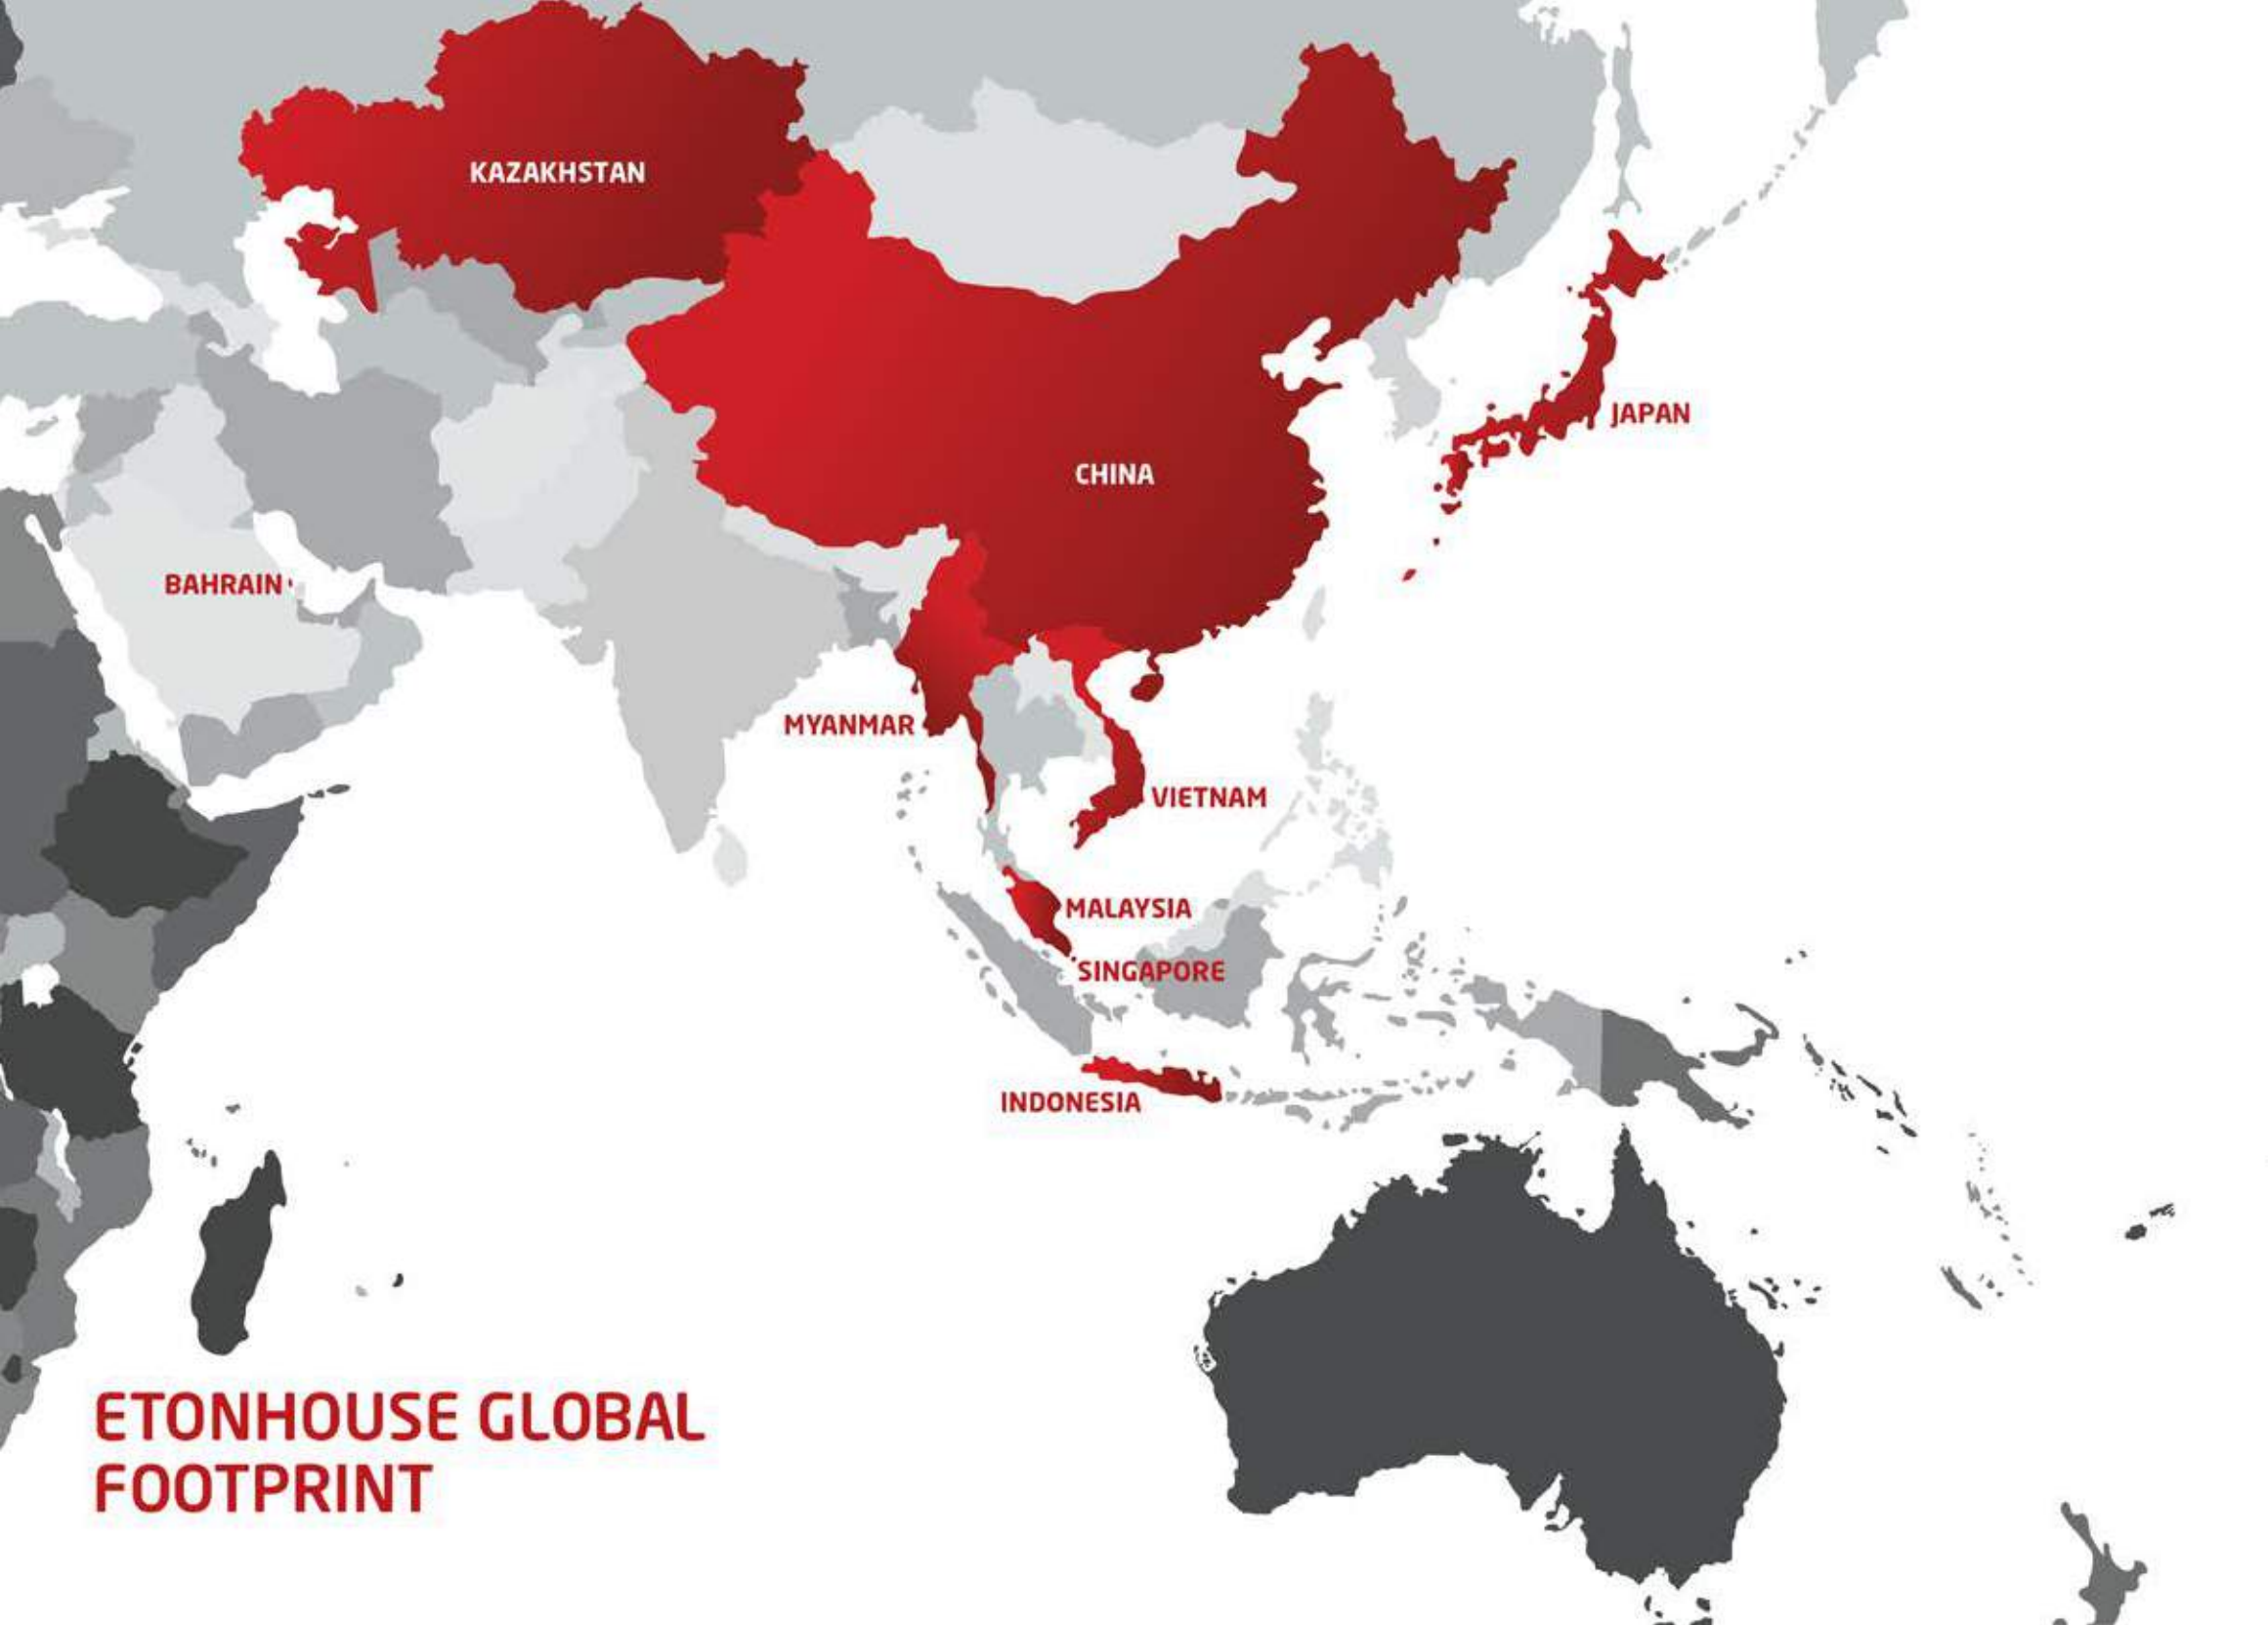 KAZAKHSTAN
JAPAN
CHINA
BAHRAIN
MYANMAR
VIETNAM
MALAYSIA
SINGAPORE
INDONESIA
ETONHOUSE GLOBAL
FOOTPRINT